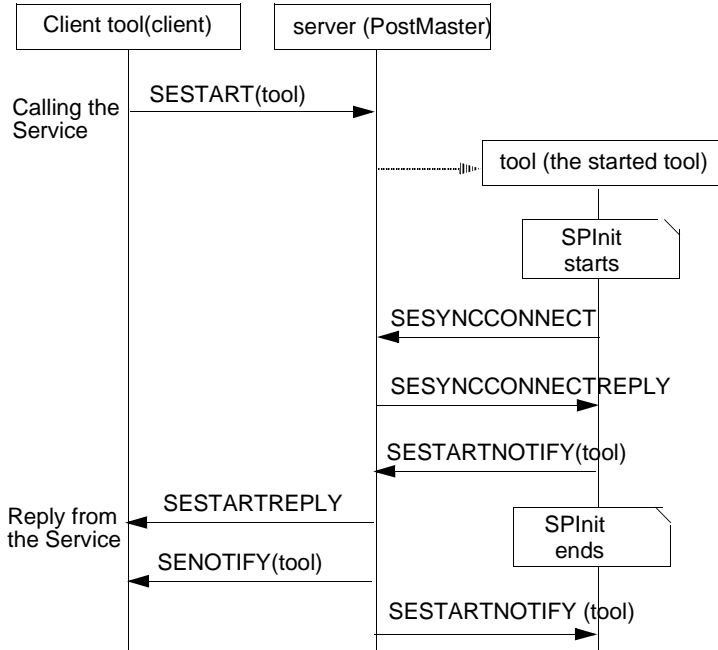 Client tool(client)
server (PostMaster)
SESTART(tool)
Calling the
Service
tool (the started tool)
SPInit
starts
SESYNCCONNECT
SESYNCCONNECTREPLY
SESTARTNOTIFY(tool)
SESTARTREPLY
Reply from
the Service
SPInit
ends
SENOTIFY(tool)
SESTARTNOTIFY (tool)